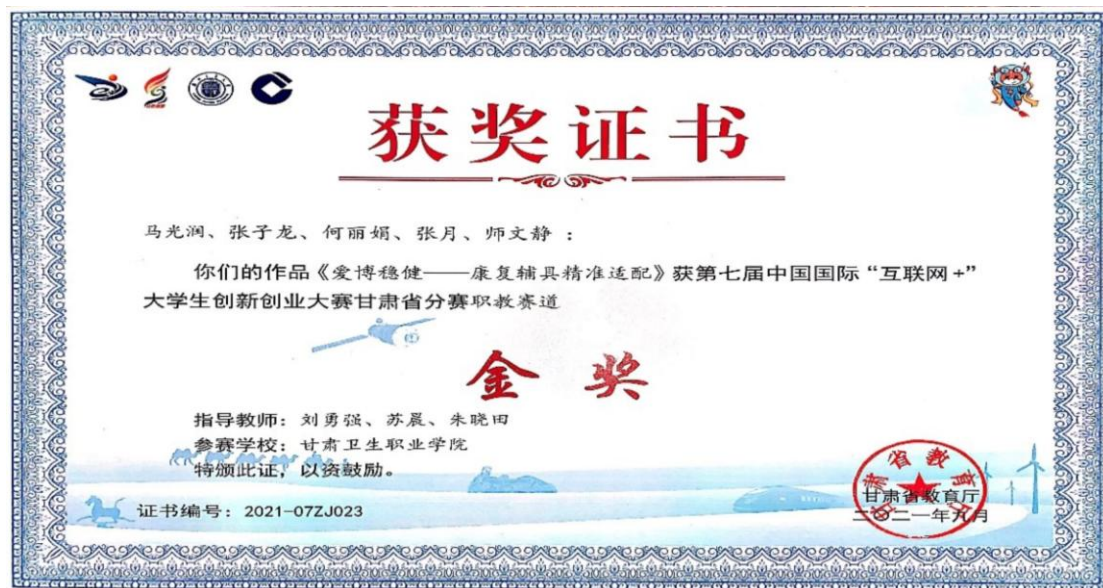 获奖证书
马光润、张子龙、何丽娟、张月、师文静：
你们的作品《爱博稳健——康复辅具精准适配》获第七届中国国际“互联网+”
大学生创新创业大赛甘肃省分赛职教赛道
金奖
指导教师：刘勇强、苏晨、朱晓田
参赛学校：甘肃卫生职业学院
特颁此证，以资鼓励。
甘肃省教育厅
甘肃省教育厅
二〇二一年九月
证书编号：2021-07ZJ023